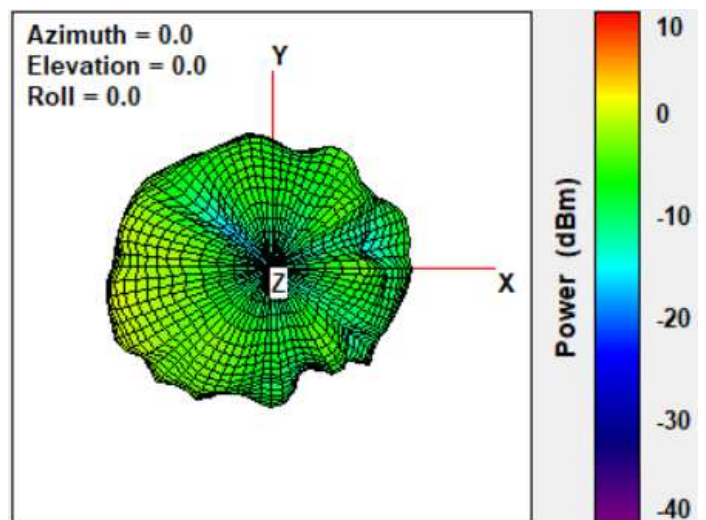 Azimuth = 0.0
Elevation = 0.0
Roll = 0.0
Y
Z
X
Power (dBm)
10
0
-10
-20
-30
-40